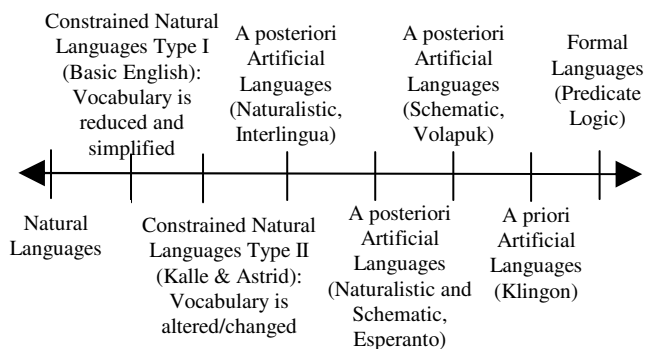 Constrained Natural
Languages Type I
(Basic English):
Vocabulary is
reduced and
simplified
A posteriori
Artificial
Languages
(Naturalistic,
Interlingua)
A posteriori
Artificial
Languages
(Schematic,
Volapuk)
Formal
Languages
(Predicate
Logic)
Natural
Languages
Constrained Natural
Languages Type II
(Kalle & Astrid):
Vocabulary is
altered/changed
A posteriori
Artificial
Languages
(Naturalistic and
Schematic,
Esperanto)
A priori
Artificial
Languages
(Klingon)